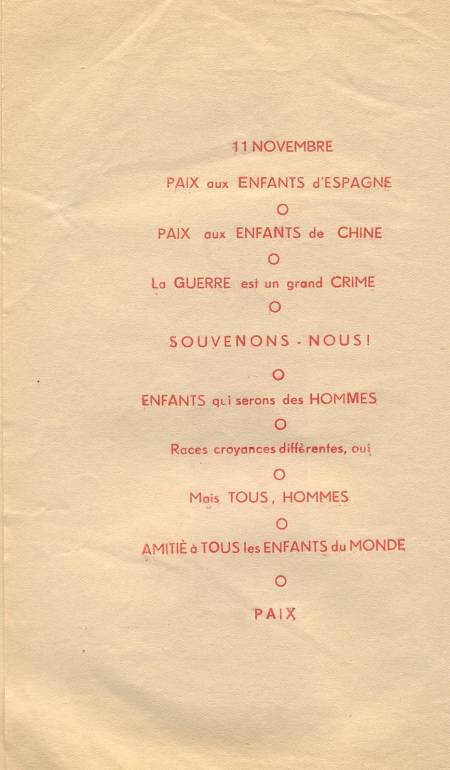 11 NOVEMBRE
PAIX aux ENFANTS d'ESPAGNE
O
PAIX aux ENFANTS de CHINE
O
La GUERRE est un grand CRIME
O
SOUVENONS - NOUS!
O
ENFANTS qui serons des HOMMES
O
Races croyances diffèrentes, oui
O
Mais TOUS, HOMMES
O
AMITIÈ à TOUS les ENFANTS du MONDE
O
PAIX